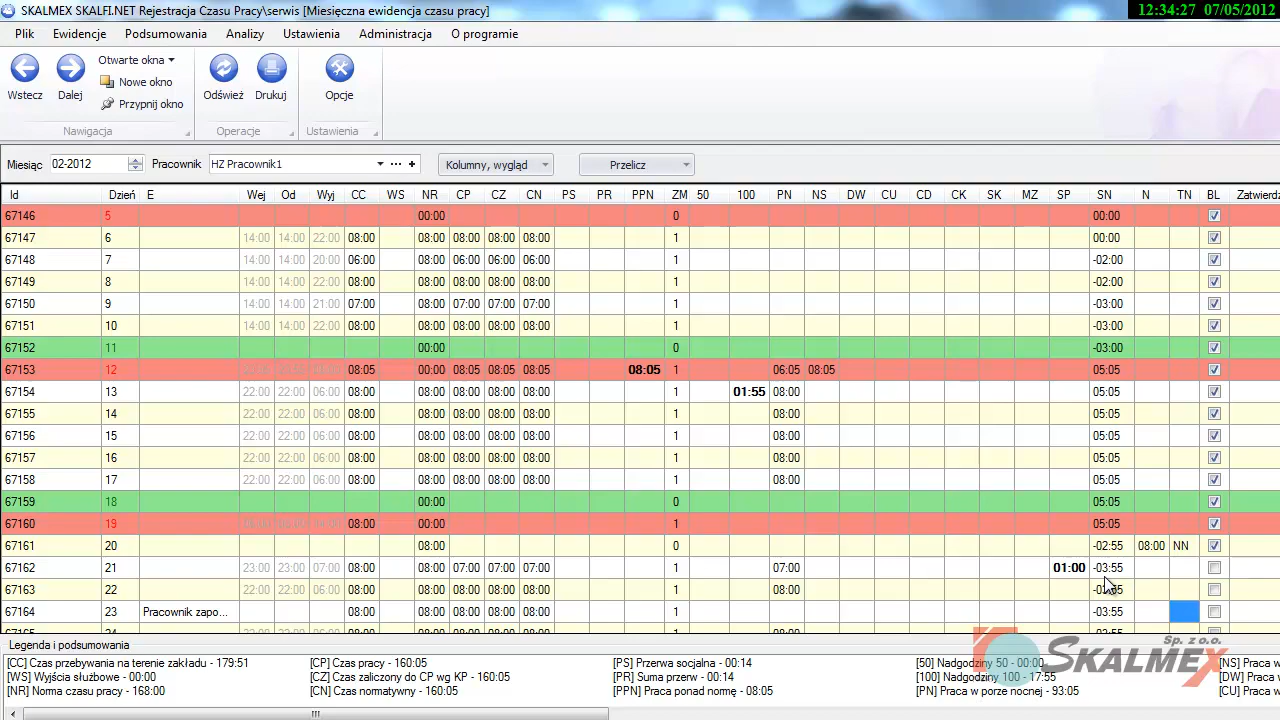 SKALMEX SKALFI.NET Rejestracja Czasu Pracy\serwis [Miesięczna ewidencja czasu pracy]
12:34:27 07/05/2012
Plik Ewidencje Podsumowania Analizy Ustawienia Administracja O programie
Otwarte okna
Nowe okno
Przypnij okno
Wstecz Dalej Odśwież Drukuj Opcje
Nawigacja Operacje Ustawienia
Miesiąc 02-2012 Pracownik HZ Pracownik1 Kolumny, wygląd Przelicz
Id Dzień E Wej Od Wyj CC WS NR CP CZ CN PS PR PPN ZM 50 100 PN NS DW CU CD CK SK MZ SP SN N TN BL Zatwierdz
67146 5 00:00 0 00:00
67147 6 14:00 14:00 22:00 08:00 08:00 08:00 08:00 08:00 1 00:00
67148 7 14:00 14:00 20:00 06:00 08:00 06:00 06:00 06:00 1 -02:00
67149 8 14:00 14:00 22:00 08:00 08:00 08:00 08:00 08:00 1 -02:00
67150 9 14:00 14:00 21:00 07:00 08:00 07:00 07:00 07:00 1 -03:00
67151 10 14:00 14:00 22:00 08:00 08:00 08:00 08:00 08:00 1 -03:00
67152 11 00:00 0 -03:00
67153 12 08:05 00:00 08:05 08:05 08:05 08:05 1 06:05 08:05 05:05
67154 13 22:00 22:00 06:00 08:00 08:00 08:00 08:00 08:00 1 01:55 08:00 05:05
67155 14 22:00 22:00 06:00 08:00 08:00 08:00 08:00 08:00 1 08:00 05:05
67156 15 22:00 22:00 06:00 08:00 08:00 08:00 08:00 08:00 1 08:00 05:05
67157 16 22:00 22:00 06:00 08:00 08:00 08:00 08:00 08:00 1 08:00 05:05
67158 17 22:00 22:00 06:00 08:00 08:00 08:00 08:00 08:00 1 08:00 05:05
67159 18 00:00 0 05:05
67160 19 08:00 00:00 1 05:05
67161 20 08:00 0 -02:55 08:00 NN
67162 21 23:00 23:00 07:00 08:00 08:00 07:00 07:00 07:00 1 07:00 01:00 -03:55
67163 22 22:00 22:00 06:00 08:00 08:00 08:00 08:00 08:00 1 08:00
67164 23 Pracownik zapo... 08:00 08:00 08:00 08:00 08:00 1 -03:55
Legenda i podsumowania
[CC] Czas przebywania na terenie zakładu - 179:51 [CP] Czas pracy - 160:05 [PS] Przerwa socjalna - 00:14 [50] Nadgodziny 50 - 00:00 [NS] Praca w
[WS] Wyjścia służbowe - 00:00 [CZ] Czas zaliczony do CP wg KP - 160:05 [PR] Suma przerw - 00:14 [100] Nadgodziny 100 - 17:55 [DW] Praca w
[NR] Norma czasu pracy - 168:00 [CN] Czas normatywny - 160:05 [PPN] Praca ponad normę - 08:05 [PN] Praca w porze nocnej - 93:05 [CU] Praca w
SKALMEX Sp. z o.o.